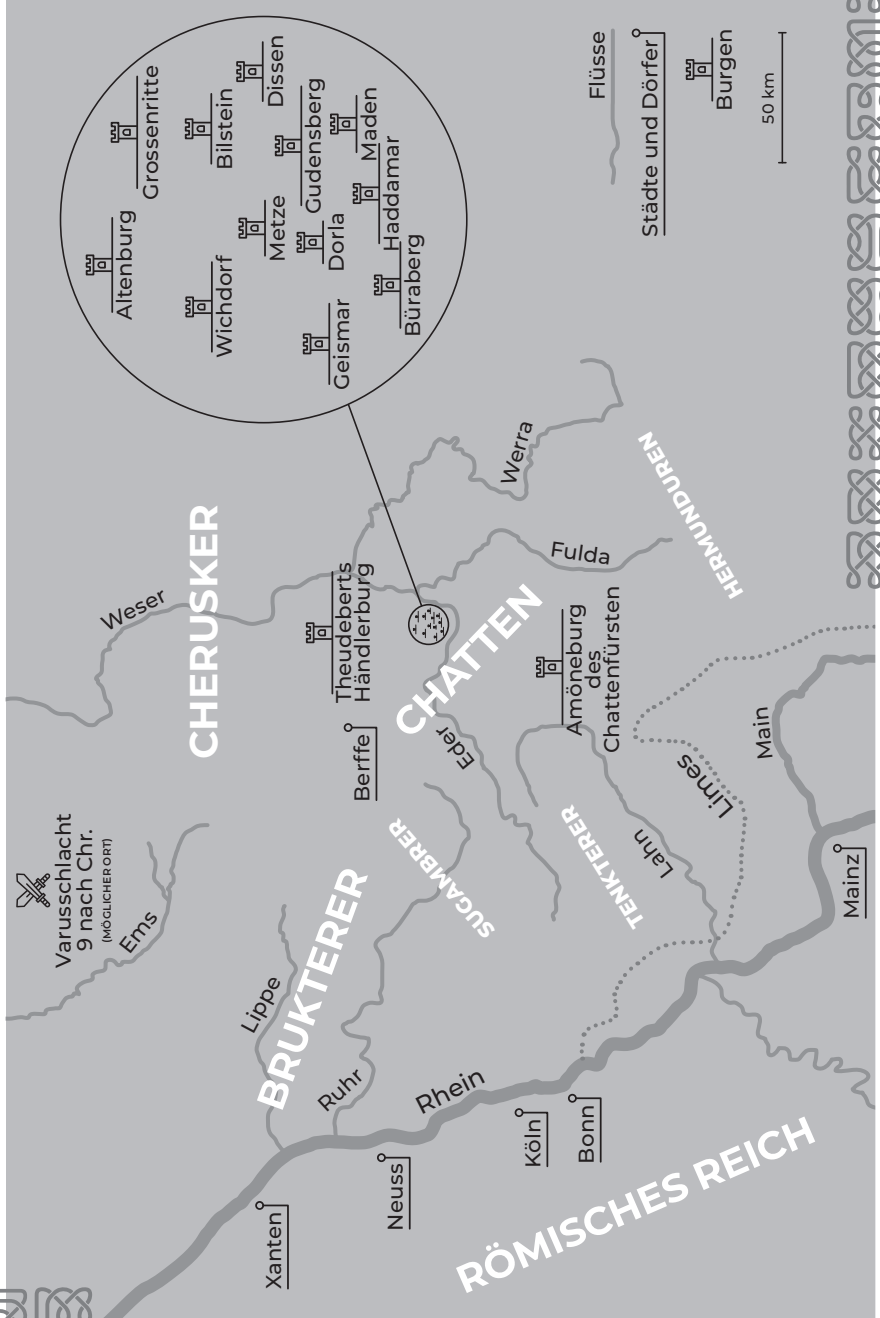 Varusschlacht
9 nach Chr.
(MÖGLICHER ORT)
Ems
Weser
CHERUSKER
Altenburg
Grossenritte
Wichdorf
Bilstein
Metze
Dissen
Dorla
Gudensberg
Geismar
Maden
Haddamar
Büraberg
Xanten
Lippe
BRUKTERER
Ruhr
Neuss
Rhein
Berffe
Theudeberts
Händlerburg
SUGAMBRER
CHATTEN
Eder
Werra
Fulda
Köln
Bonn
RÖMISCHES REICH
TENKTERER
Lahn
Amöneburg
des
Chattenfürsten
HERMUNDUREN
Limes
Main
Mainz
Flüsse
Städte und Dörfer
Burgen
50 km